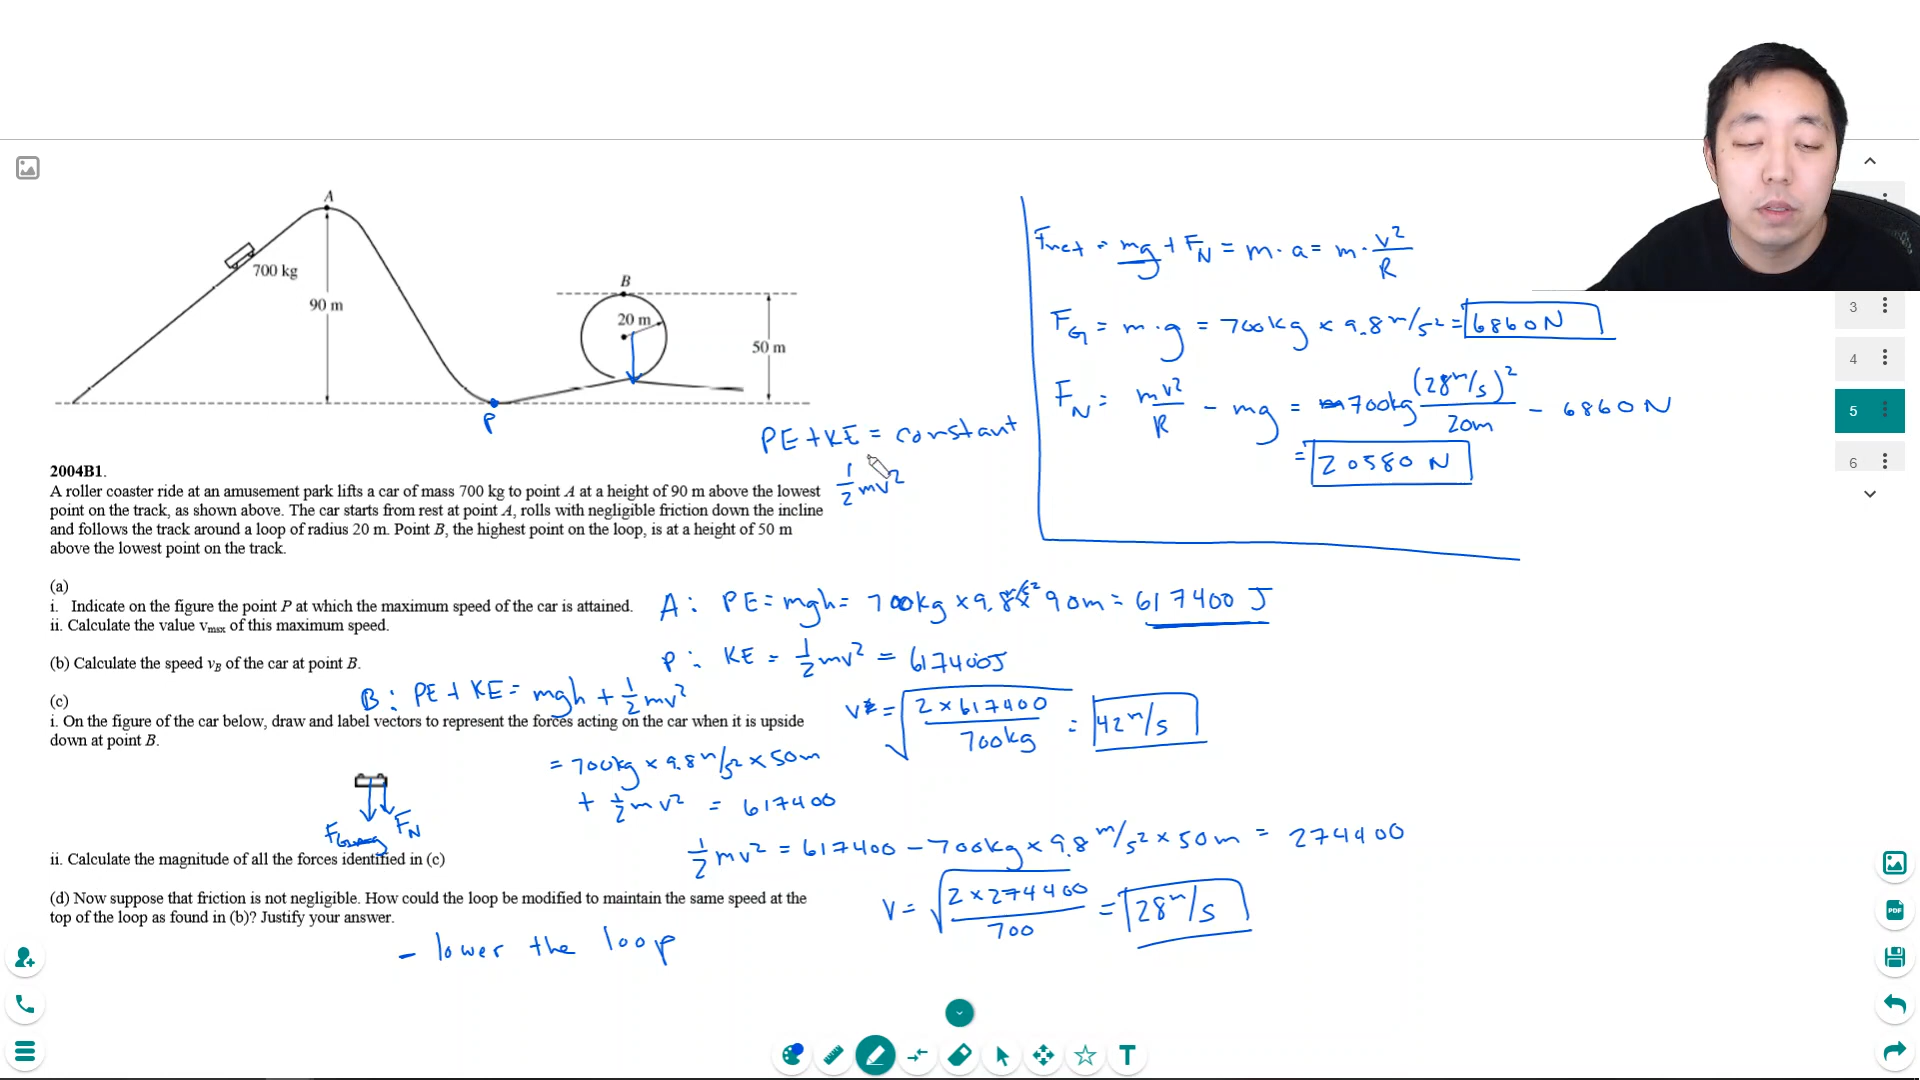 A
700 kg
90 m
B
20 m
50 m
P
PE + KE = constant
1/2 mv²
Fnet = mg + F_N = m · a = m · v²/R
F_G = m · g = 700kg × 9.8 m/s² = 6860 N
F_N = mv²/R - mg = 700kg (28 m/s)²/20m - 6860 N
= 20580 N
2004B1.
A roller coaster ride at an amusement park lifts a car of mass 700 kg to point A at a height of 90 m above the lowest
point on the track, as shown above. The car starts from rest at point A, rolls with negligible friction down the incline
and follows the track around a loop of radius 20 m. Point B, the highest point on the loop, is at a height of 50 m
above the lowest point on the track.
(a)
i. Indicate on the figure the point P at which the maximum speed of the car is attained.
ii. Calculate the value vmax of this maximum speed.
A: PE = mgh = 700kg × 9.8 90m = 617400 J
(b) Calculate the speed vB of the car at point B.
P: KE = 1/2 mv² = 617400J
v = √(2 × 617400 / 700kg) = 42 m/s
(c)
B: PE + KE = mgh + 1/2 mv²
i. On the figure of the car below, draw and label vectors to represent the forces acting on the car when it is upside
down at point B.
= 700kg × 9.8 m/s² × 50m
+ 1/2 mv² = 617400
F_N
1/2 mv² = 617400 - 700kg × 9.8 m/s² × 50m = 274400
ii. Calculate the magnitude of all the forces identified in (c)
v = √(2 × 274400 / 700) = 28 m/s
(d) Now suppose that friction is not negligible. How could the loop be modified to maintain the same speed at the
top of the loop as found in (b)? Justify your answer.
- lower the loop
3
4
5
6
PDF
T